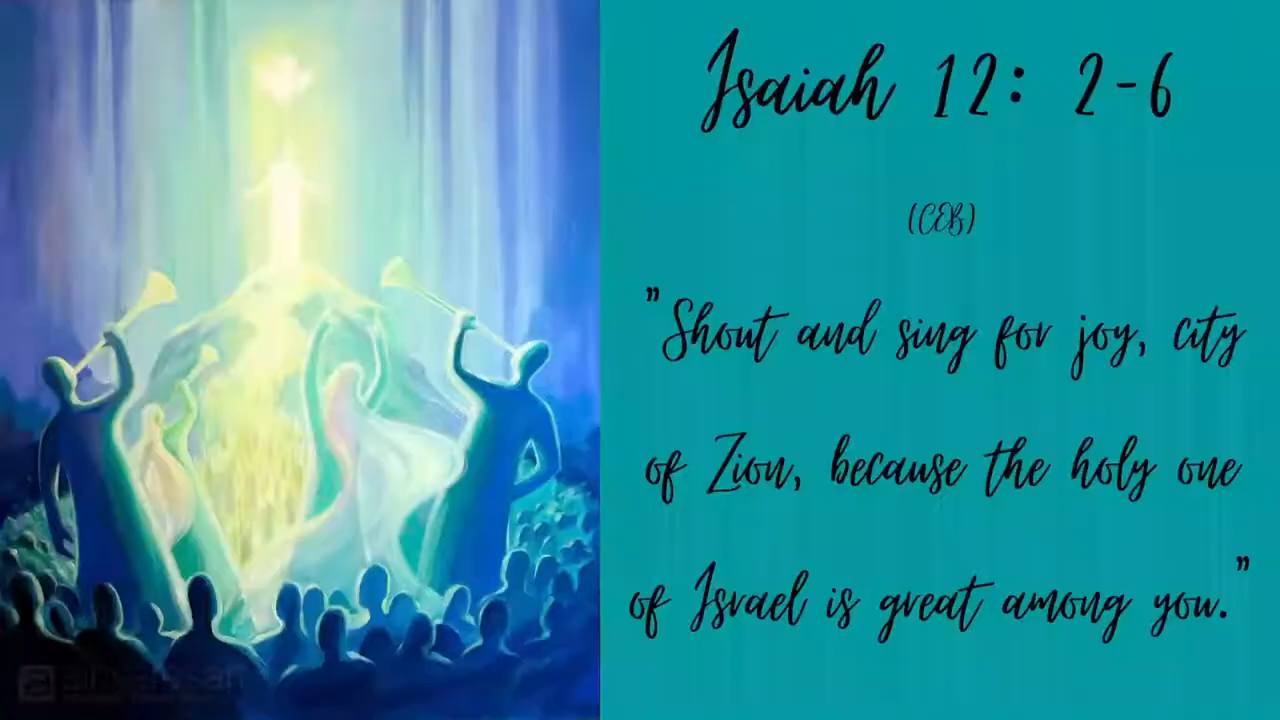 Isaiah 12: 2-6
(CEB)
"Shout and sing for joy, city
of Zion, because the holy one
of Israel is great among you."